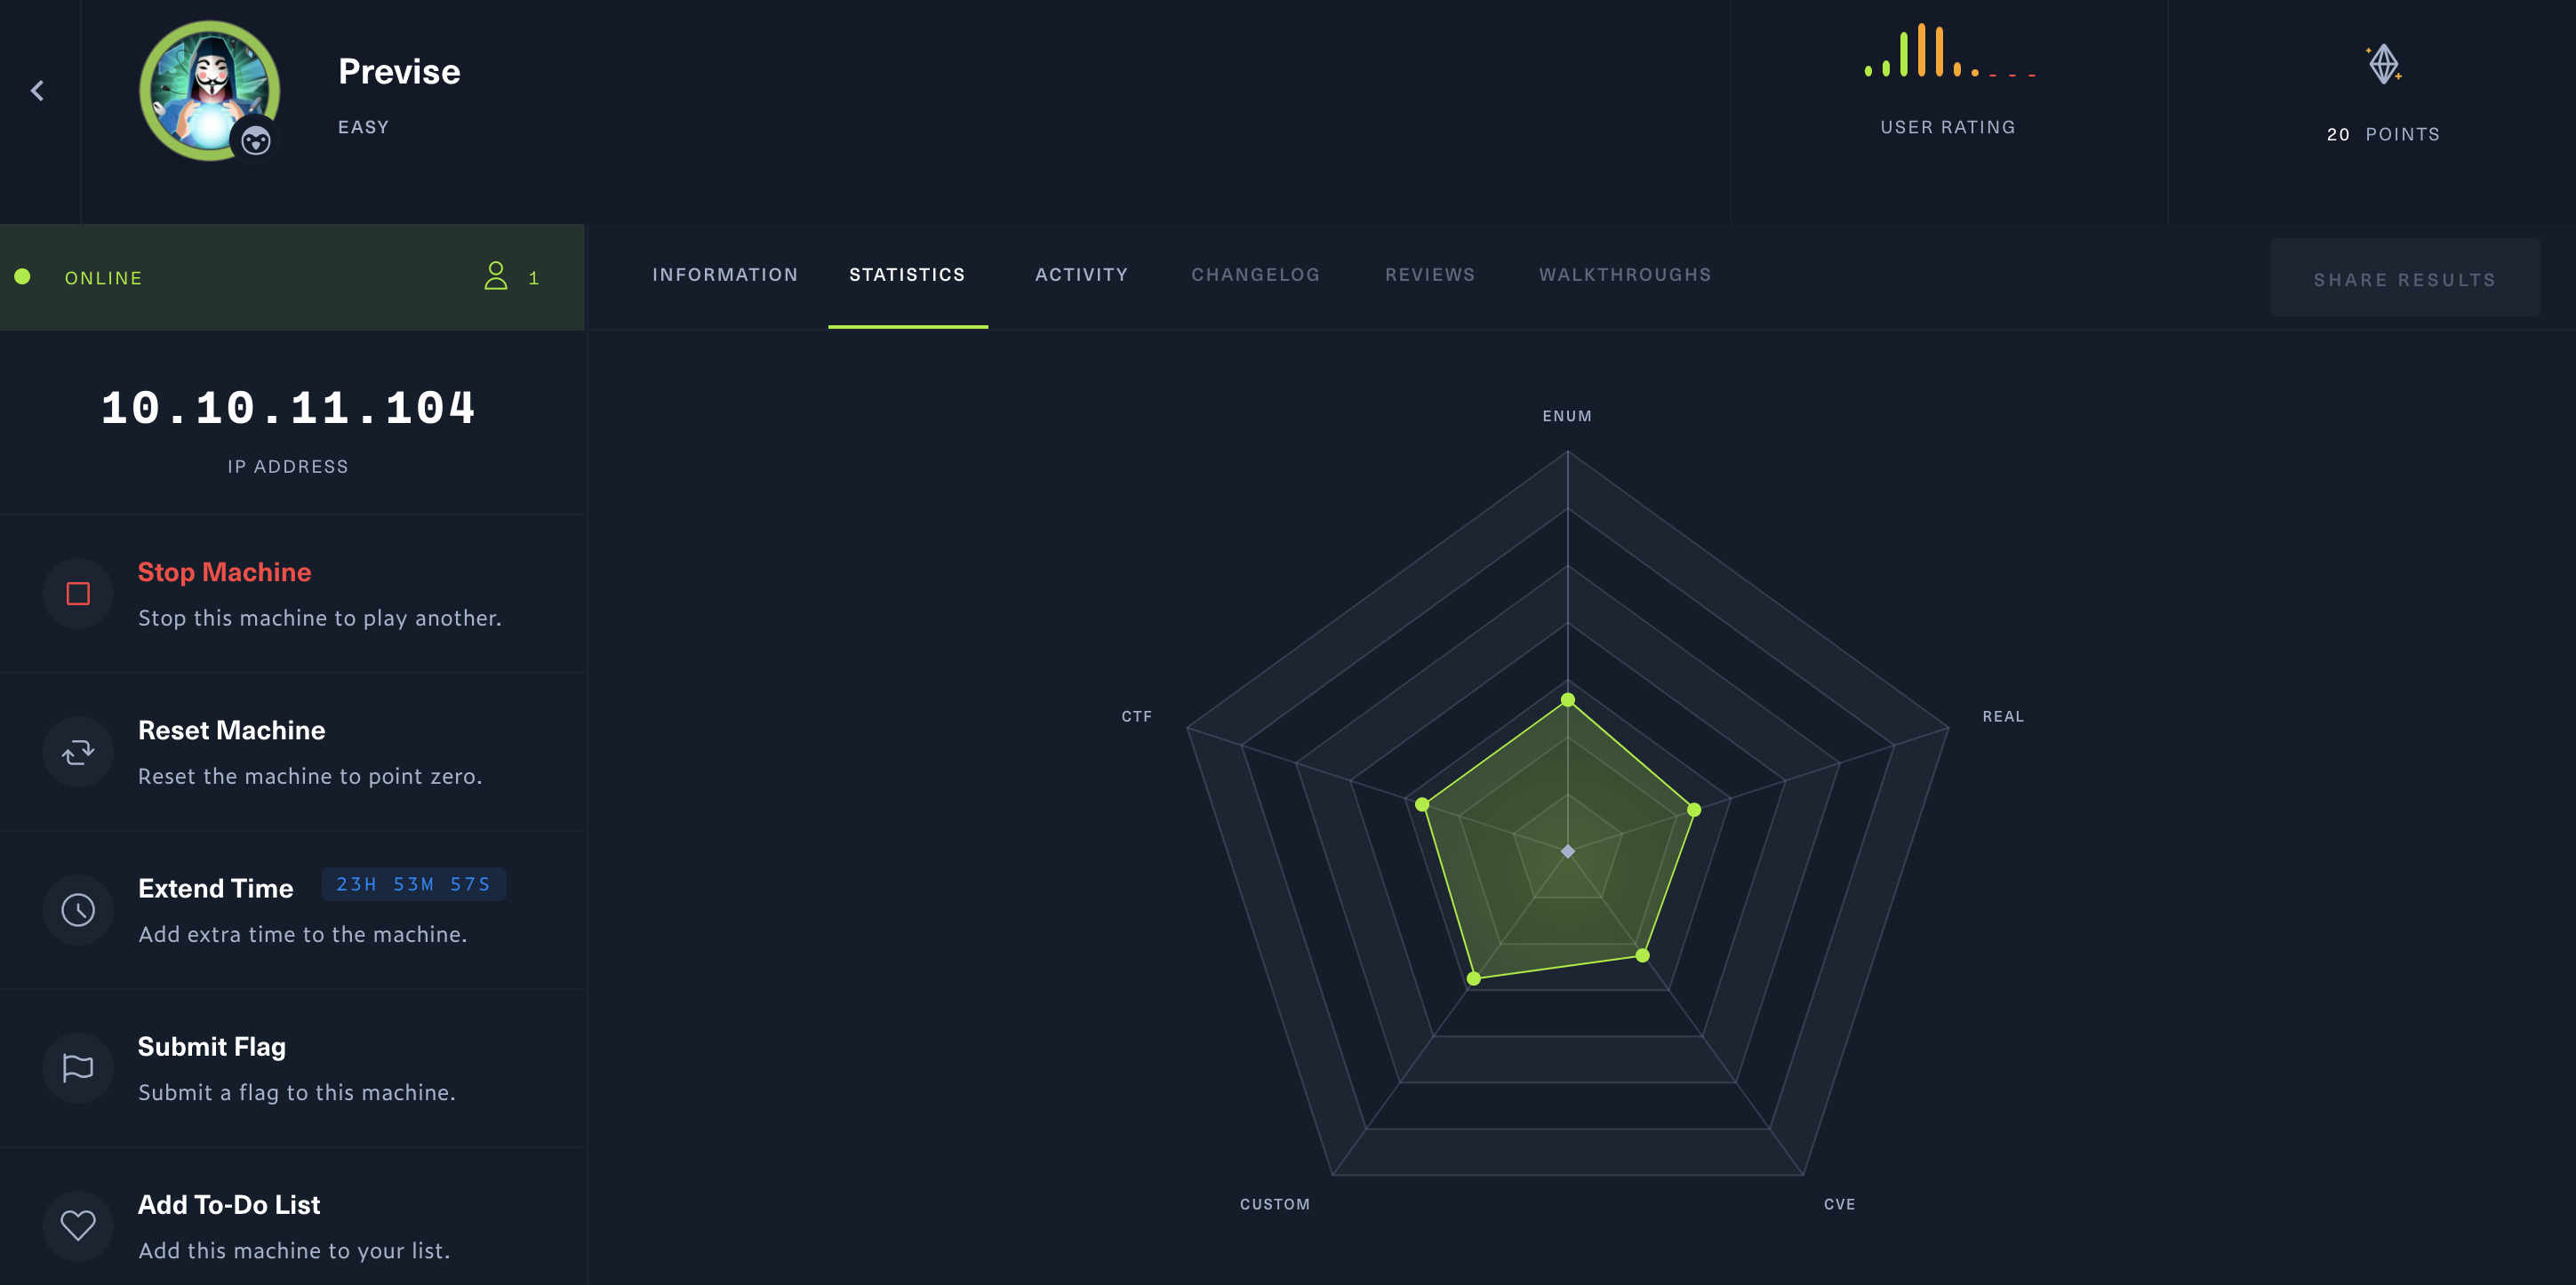 Previse
EASY
USER RATING
20 POINTS
ONLINE
1
INFORMATION
STATISTICS
ACTIVITY
CHANGELOG
REVIEWS
WALKTHROUGHS
SHARE RESULTS
10.10.11.104
IP ADDRESS
Stop Machine
Stop this machine to play another.
Reset Machine
Reset the machine to point zero.
Extend Time
23H 53M 57S
Add extra time to the machine.
Submit Flag
Submit a flag to this machine.
Add To-Do List
Add this machine to your list.
ENUM
CTF
REAL
CUSTOM
CVE